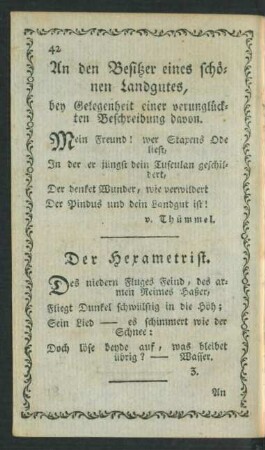 42
An den Besitzer eines schö-
nen Landgutes,
bey Gelegenheit einer verunglück-
ten Beschreibung davon.
Mein Freund! wer Staxens Ode
liest,
In der er jüngst dein Tusculan geschil-
dert,
Der denket Wunder, wie verwildert
Der Pindus und dein Landgut ist!
v. Thümmel.
Der Hexametrist.
Des niedern Fluges Feind, des ar-
men Reimes Hasser,
Fliegt Dunkel schwülstig in die Höh;
Sein Lied — es schimmert wie der
Schnee:
Doch löse beyde auf, was bleibet
übrig? — Wasser.
3.
An